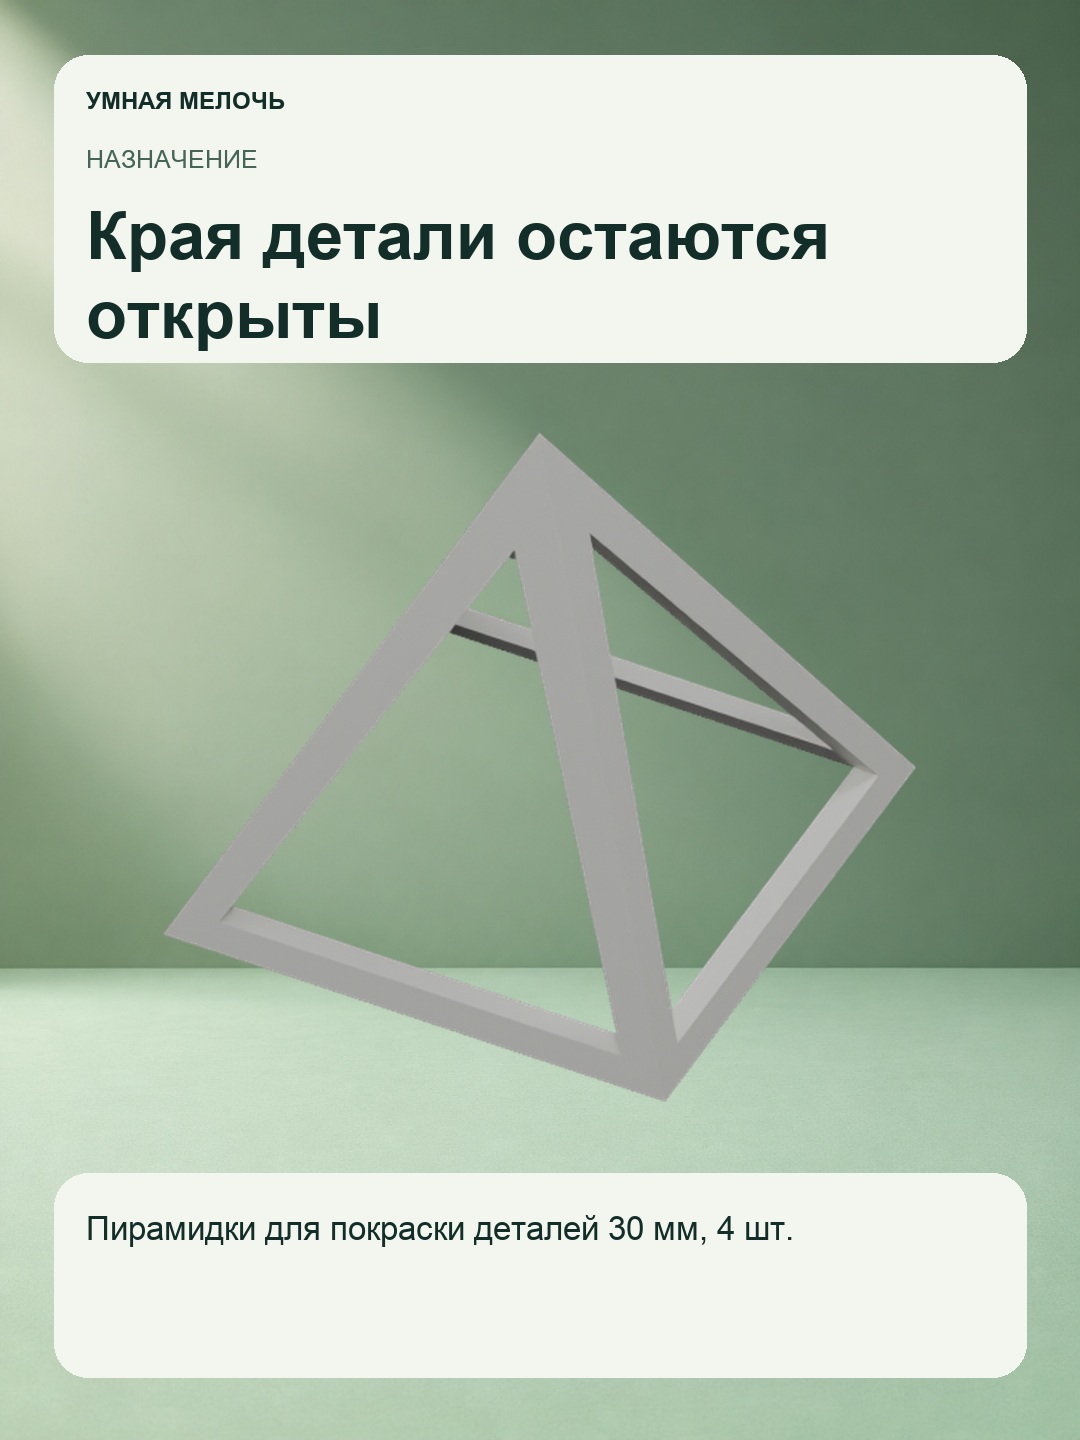 УМНАЯ МЕЛОЧЬ
НАЗНАЧЕНИЕ
Края детали остаются
открыты
Пирамидки для покраски деталей 30 мм, 4 шт.